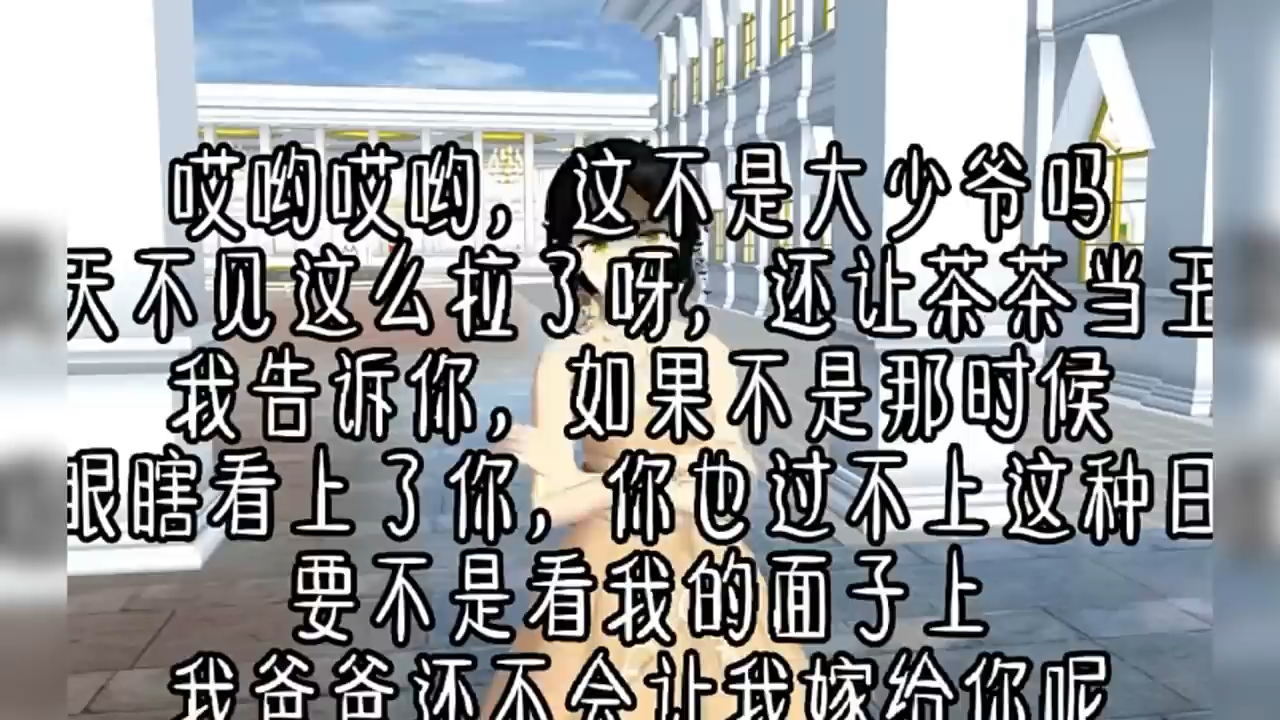 哎哟哎哟，这不是大少爷吗
天不见这么拉了呀，还让茶茶当
我告诉你，如果不是那时候
眼瞎看上了你，你也过不上这种日
要不是看我的面子上
我爸爸还不会让我嫁给你呢